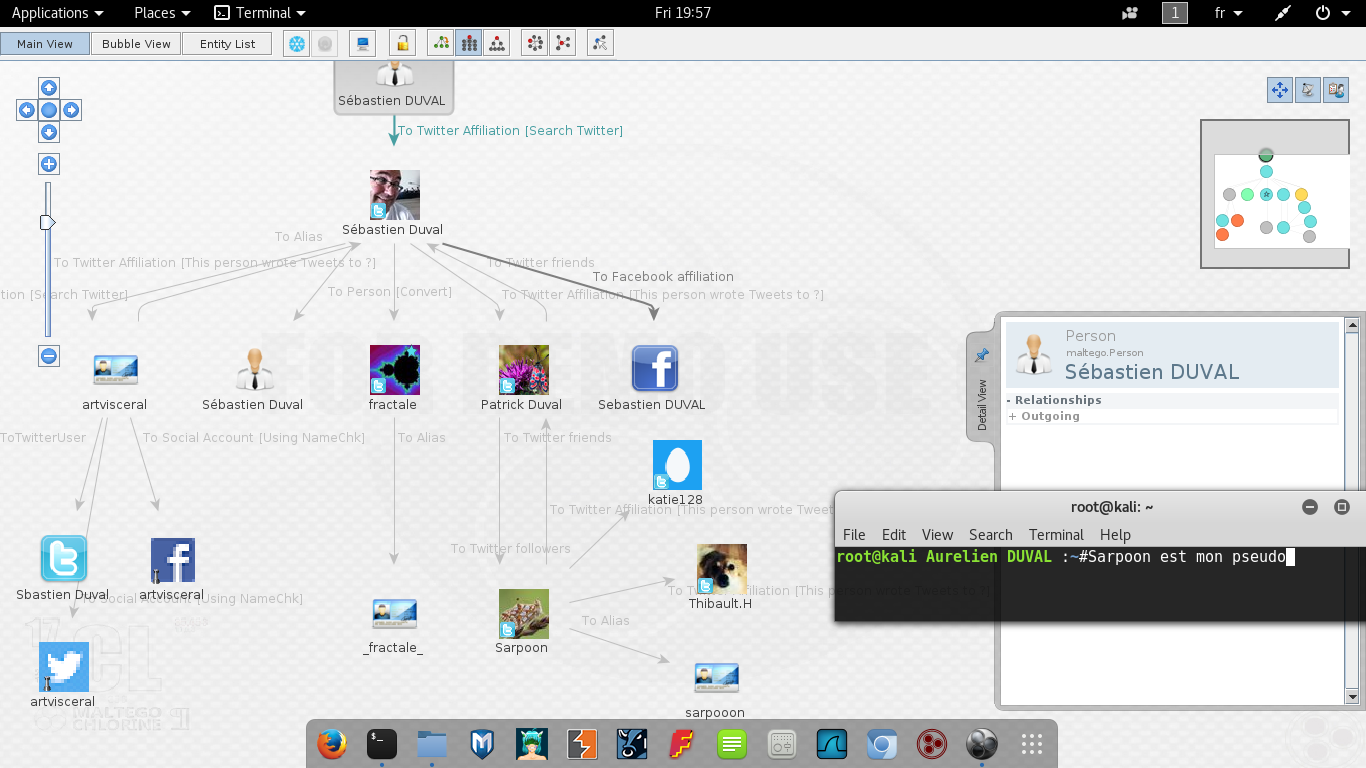 Applications Places Terminal Fri 19:57 1 fr
Main View Bubble View Entity List
Sébastien DUVAL
To Twitter Affiliation [Search Twitter]
Sébastien Duval
To Alias
To Twitter Affiliation [This person wrote Tweets to ?]
To Twitter friends
To Facebook affiliation
tion [Search Twitter]
To Person [Convert]
To Twitter Affiliation [This person wrote Tweets to ?]
artvisceral
Sébastien Duval
fractale
Patrick Duval
Sebastien DUVAL
ToTwitterUser
To Social Account [Using NameChk]
To Alias
To Twitter friends
katie128
To Twitter Affiliation [This person wrote Tweet
To Twitter followers
Sbastien Duval
artvisceral
To Social Account [Using NameChk]
Thibault.H
To Alias
_fractale_
Sarpoon
artvisceral
sarpooon
MALTEGO
CHLORINE
Person
maltego.Person
Sébastien DUVAL
Detail View
- Relationships
+ Outgoing
root@kali: ~
File Edit View Search Terminal Help
root@kali Aurelien DUVAL :~#Sarpoon est mon pseudo